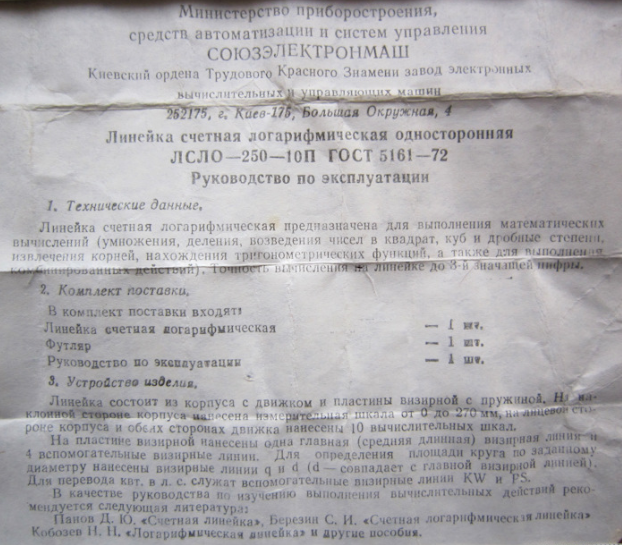 Министерство приборостроения,
средств автоматизации и систем управления
СОЮЗЭЛЕКТРОНМАШ
Киевский ордена Трудового Красного Знамени завод электронных
вычислительных и управляющих машин
252175, г. Киев-175, Большая Окружная, 4
Линейка счетная логарифмическая односторонняя
ЛСЛО—250—10П ГОСТ 5161—72
Руководство по эксплуатации
1. Технические данные.
Линейка счетная логарифмическая предназначена для выполнения математических
вычислений (умножения, деления, возведения чисел в квадрат, куб и дробные степени,
извлечения корней, нахождения тригонометрических функций, а также для выполнения
комбинированных действий). Точность вычисления на линейке до 3-й значащей цифры.
2. Комплект поставки.
В комплект поставки входят:
Линейка счетная логарифмическая — 1 шт.
Футляр — 1 шт.
Руководство по эксплуатации — 1 шт.
3. Устройство изделия.
Линейка состоит из корпуса с движком и пластины визирной с пружиной. На нак-
лонной стороне корпуса нанесена измерительная шкала от 0 до 270 мм, на лицевой сто-
роне корпуса и обеих сторонах движка нанесены 10 вычислительных шкал.
На пластине визирной нанесены одна главная (средняя длинная) визирная линия и
4 вспомогательные визирные линии. Для определения площади круга по заданному
диаметру нанесены визирные линии q и d (d — совпадает с главной визирной линией).
Для перевода квт. в л. с. служат вспомогательные визирные линии KW и PS.
В качестве руководства по изучению выполнения вычислительных действий реко-
мендуется следующая литература:
Панов Д. Ю. «Счетная линейка», Березин С. И. «Счетная логарифмическая линейка»
Кобозев Н. Н. «Логарифмическая линейка» и другие пособия.